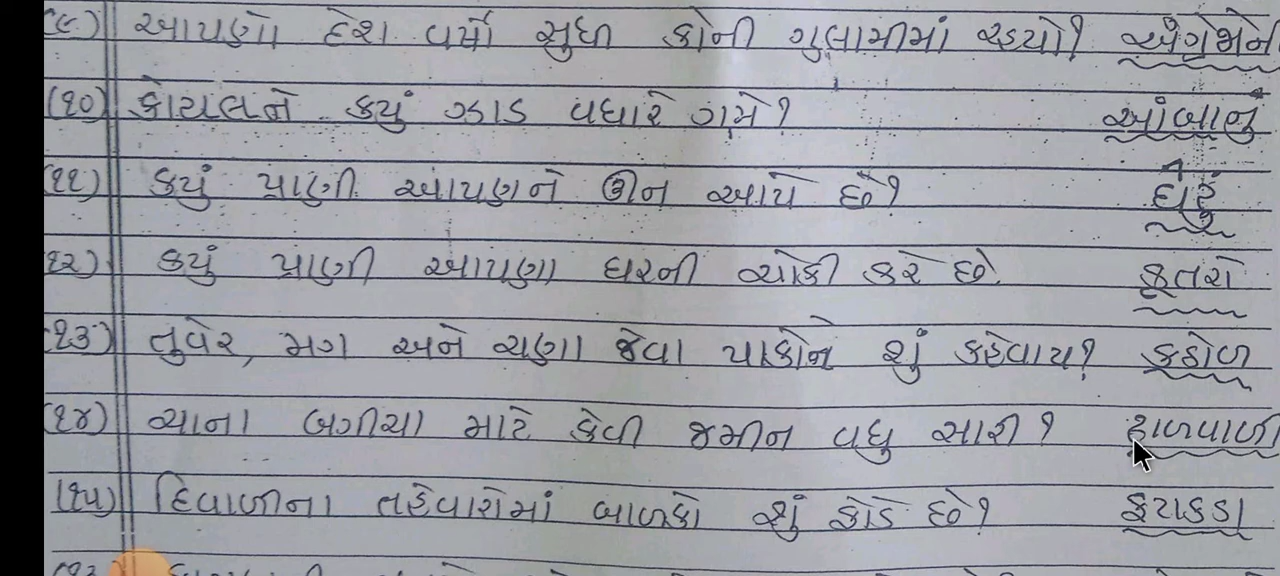 (૯) આપણો દેશ વર્ષો સુધી કોની ગુલામીમાં રહ્યો? અંગ્રેજોને
(૧૦) કોયલને કયું ઝાડ વધારે ગમે? આંબાનું
(૧૧) કયું પ્રાણી આપણને ઊન આપે છે? ઘેટું
(૧૨) કયું પ્રાણી આપણા ઘરની ચોકી કરે છે. કૂતરો
(૧૩) તુવેર, મગ અને ચણા જેવા પાકોને શું કહેવાય? કઠોળ
(૧૪) ચાના બગીચા માટે કેવી જમીન વધુ સારી? ઢાળવાળી
(૧૫) દિવાળીના તહેવારોમાં બાળકો શું ફોડે છે? ફટાકડા